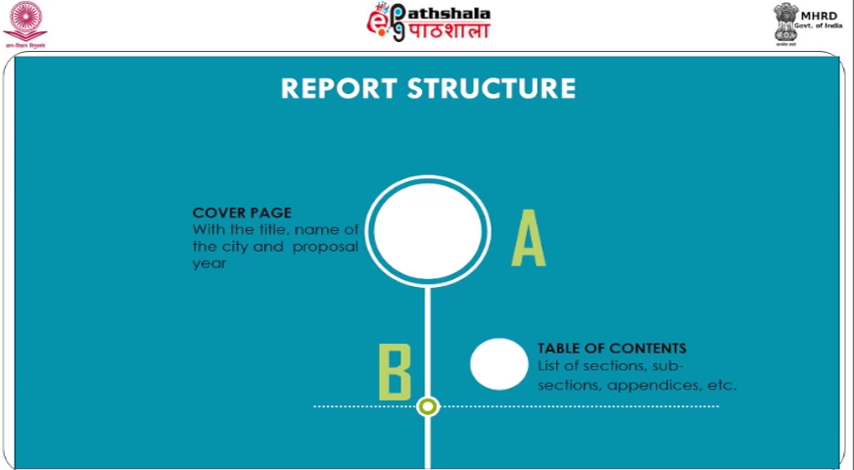 ePathshala
पाठशाला
MHRD
Govt. of India
REPORT STRUCTURE
COVER PAGE
With the title, name of
the city and proposal
year
A
B
TABLE OF CONTENTS
List of sections, sub-
sections, appendices, etc.